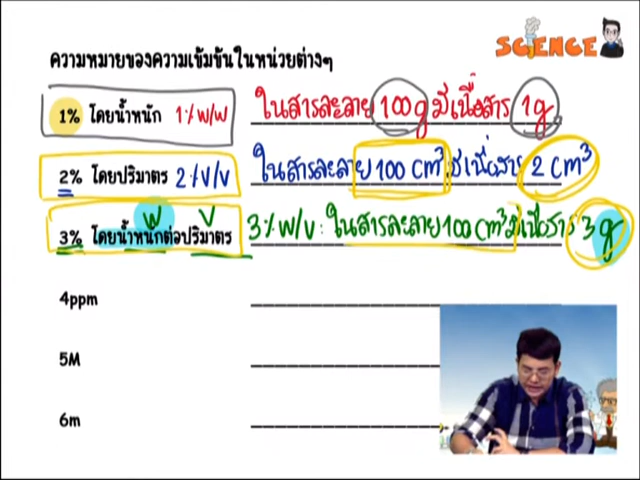 SCIENCE
ความหมายของความเข้มข้นในหน่วยต่างๆ
1% โดยน้ำหนัก 1%w/w ในสารละลาย 100g มีเนื้อสาร 1g
2% โดยปริมาตร 2%v/v ในสารละลาย 100 cm³ มีเนื้อสาร 2 cm³
w v
3% โดยน้ำหนักต่อปริมาตร 3%w/v: ในสารละลาย 100 cm³ มีเนื้อสาร 3g
4ppm
5M
6m